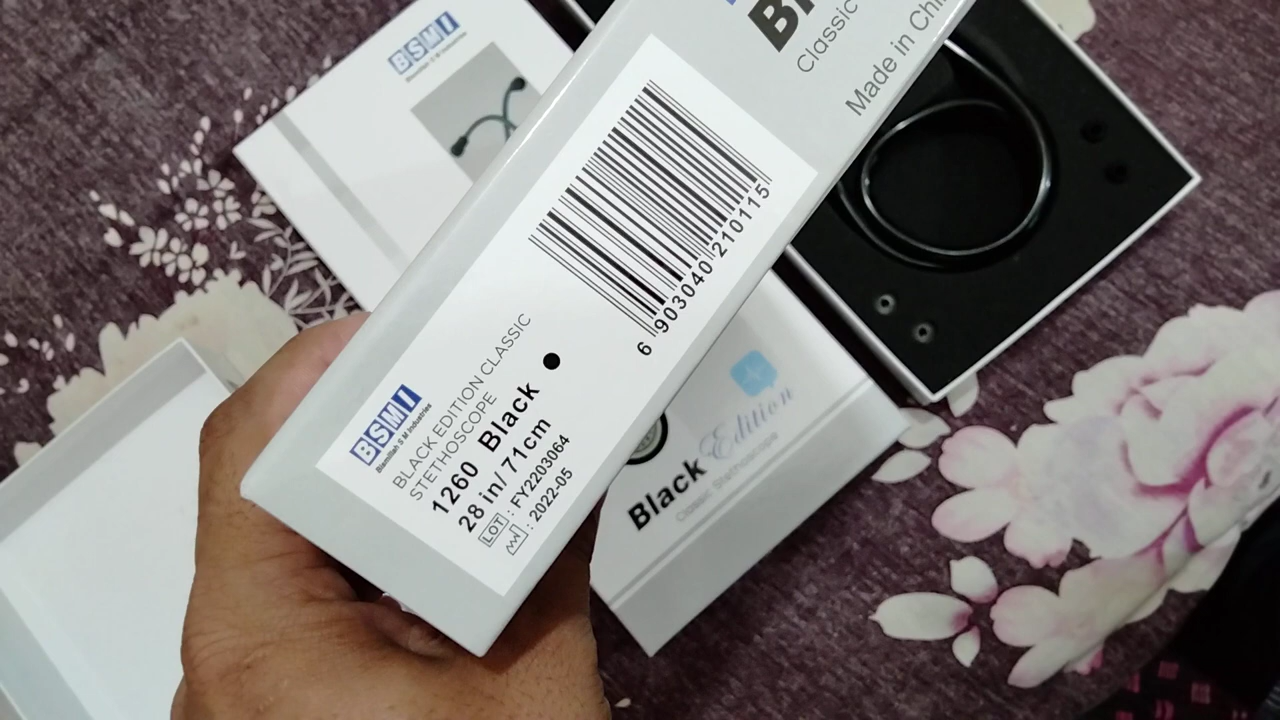 BSMI
Bismillah S M Industries
BLACK EDITION CLASSIC
STETHOSCOPE
1260 Black
28 in/71cm
LOT : FY2203064
: 2022-05
6 903040 210115
Classic
Made in
BSMI
Black Edition
Classic Stethoscope